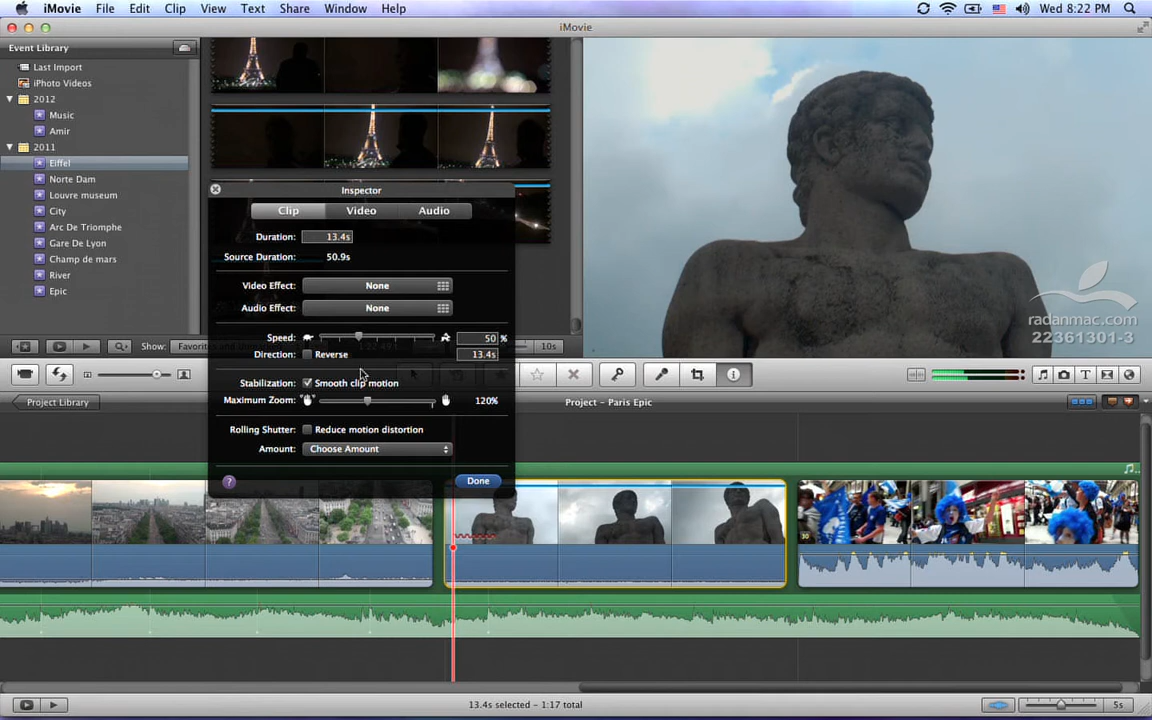 iMovie File Edit Clip View Text Share Window Help Wed 8:22 PM
iMovie
Event Library
Last Import
iPhoto Videos
2012
Music
Amir
2011
Eiffel
Norte Dam
Louvre museum
City
Arc De Triomphe
Gare De Lyon
Champ de mars
River
Epic
Inspector
Clip Video Audio
Duration: 13.4s
Source Duration: 50.9s
Video Effect: None
Audio Effect: None
Speed: 50 %
Direction: Reverse 13.4s
Stabilization: Smooth clip motion
Maximum Zoom: 120%
Rolling Shutter: Reduce motion distortion
Amount: Choose Amount
? Done
Show: 10s
radanmac.com
22361301-3
Project Library
Project - Paris Epic
30
13.4s selected - 1:17 total
5s